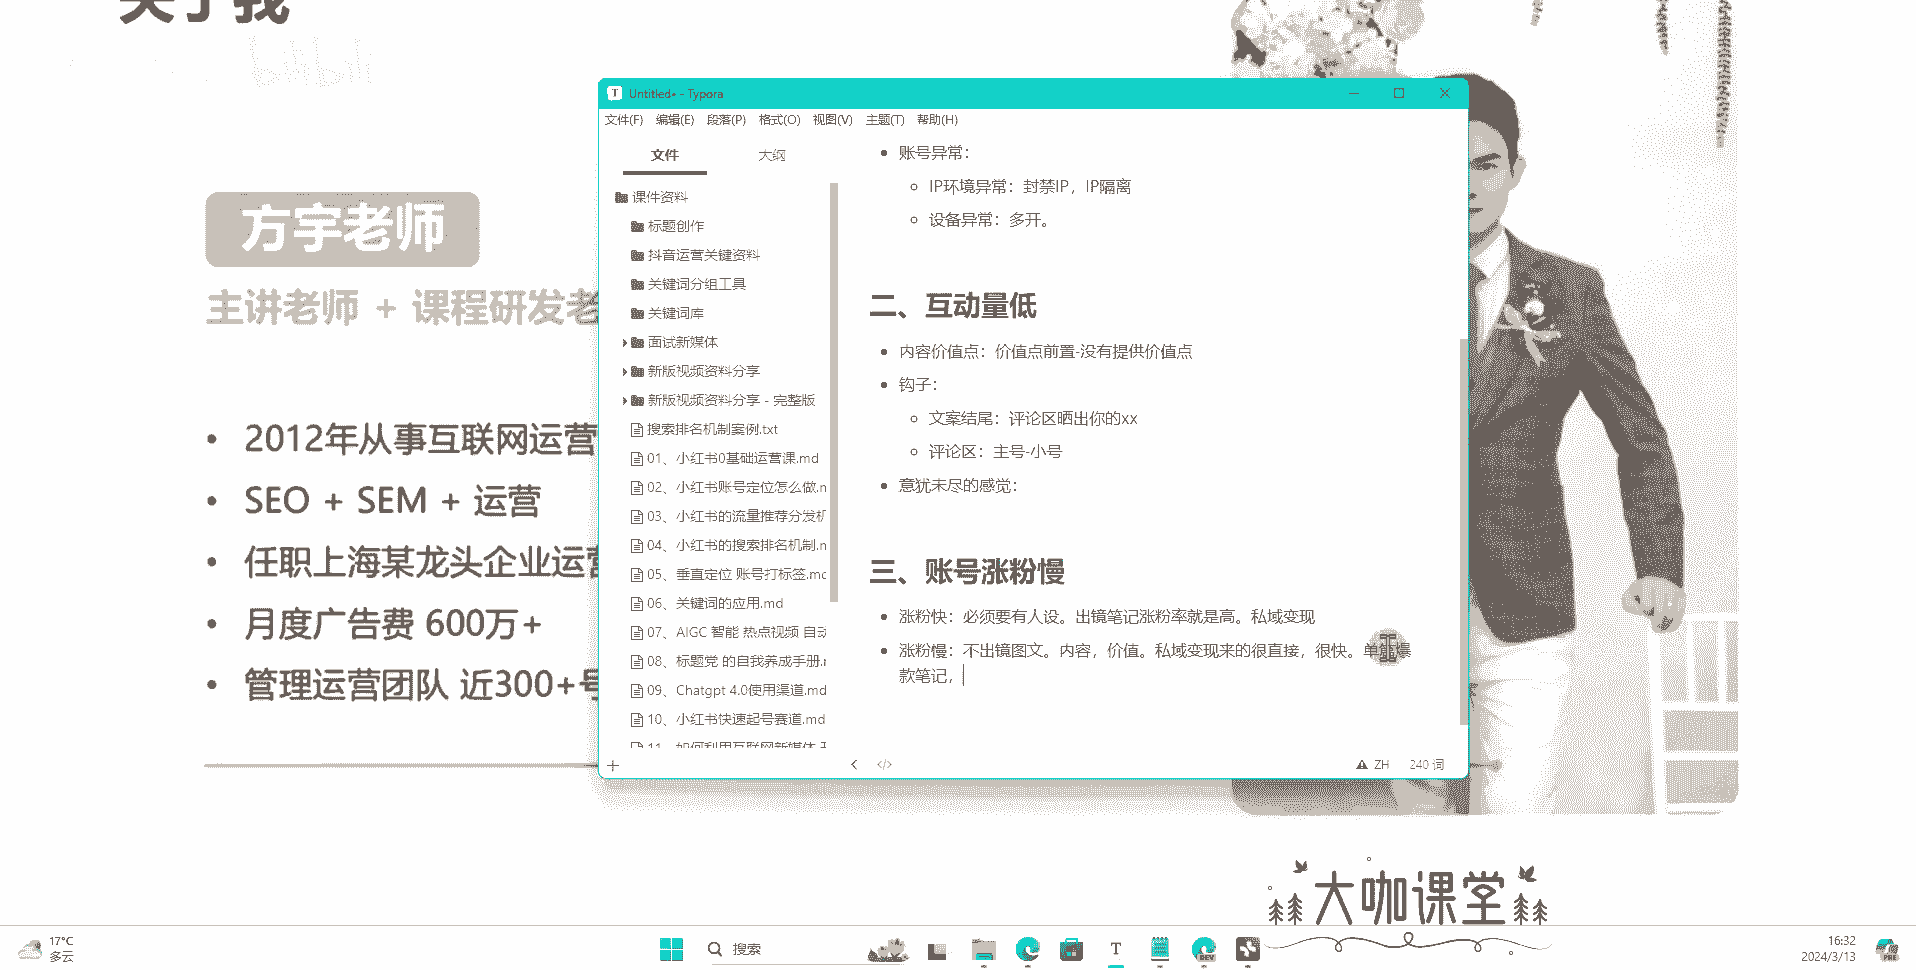 关于我
bilibili
方宇老师
主讲老师 + 课程研发老
2012年从事互联网运营
SEO + SEM + 运营
任职上海某龙头企业运营
月度广告费 600万+
管理运营团队 近300+号
Untitled• - Typora
文件(F) 编辑(E) 段落(P) 格式(O) 视图(V) 主题(T) 帮助(H)
文件 大纲
课件资料
标题创作
抖音运营关键资料
关键词分组工具
关键词库
面试新媒体
新版视频资料分享
新版视频资料分享 - 完整版
搜索排名机制案例.txt
01、小红书0基础运营课.md
02、小红书账号定位怎么做.m
03、小红书的流量推荐分发机
04、小红书的搜索排名机制.m
05、垂直定位 账号打标签.mc
06、关键词的应用.md
07、AIGC 智能 热点视频 自动
08、标题党 的自我养成手册.r
09、Chatgpt 4.0使用渠道.md
10、小红书快速起号赛道.md
11、如何利用互联网新媒体
账号异常：
IP环境异常：封禁IP，IP隔离
设备异常：多开。
二、互动量低
内容价值点：价值点前置-没有提供价值点
钩子：
文案结尾：评论区晒出你的xx
评论区：主号-小号
意犹未尽的感觉：
三、账号涨粉慢
涨粉快：必须要有人设。出镜笔记涨粉率就是高。私域变现
涨粉慢：不出镜图文。内容，价值。私域变现来的很直接，很快。单篇爆
款笔记，
</>
ZH 240 词
大咖课堂
17°C
多云
搜索
T
DEV
16:32
2024/3/13
PRE